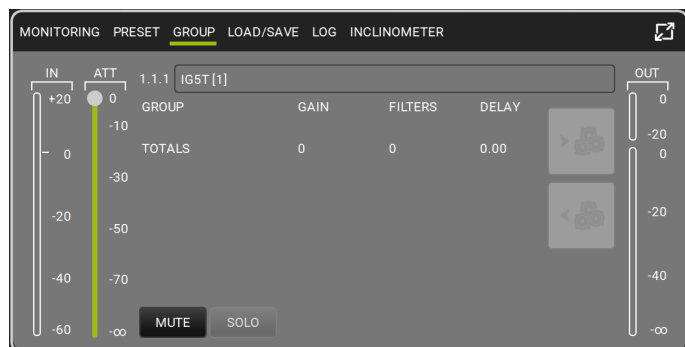 MONITORING PRESET GROUP LOAD/SAVE LOG INCLINOMETER
IN ATT OUT
1.1.1 IG5T [1]
+20 0 0
GROUP GAIN FILTERS DELAY
-10
-20
0 TOTALS 0 0 0.00 0
-30
-20 -20
-50
-40 -70 -40
MUTE SOLO
-60 -∞ -∞